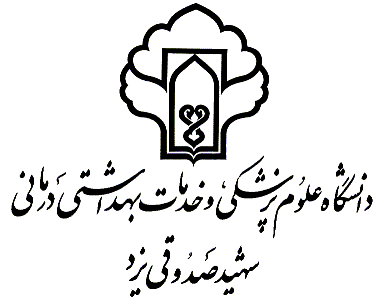 دانشگاه علوم پزشکی و خدمات بهداشتی درمانی
شهید صدوقی یزد